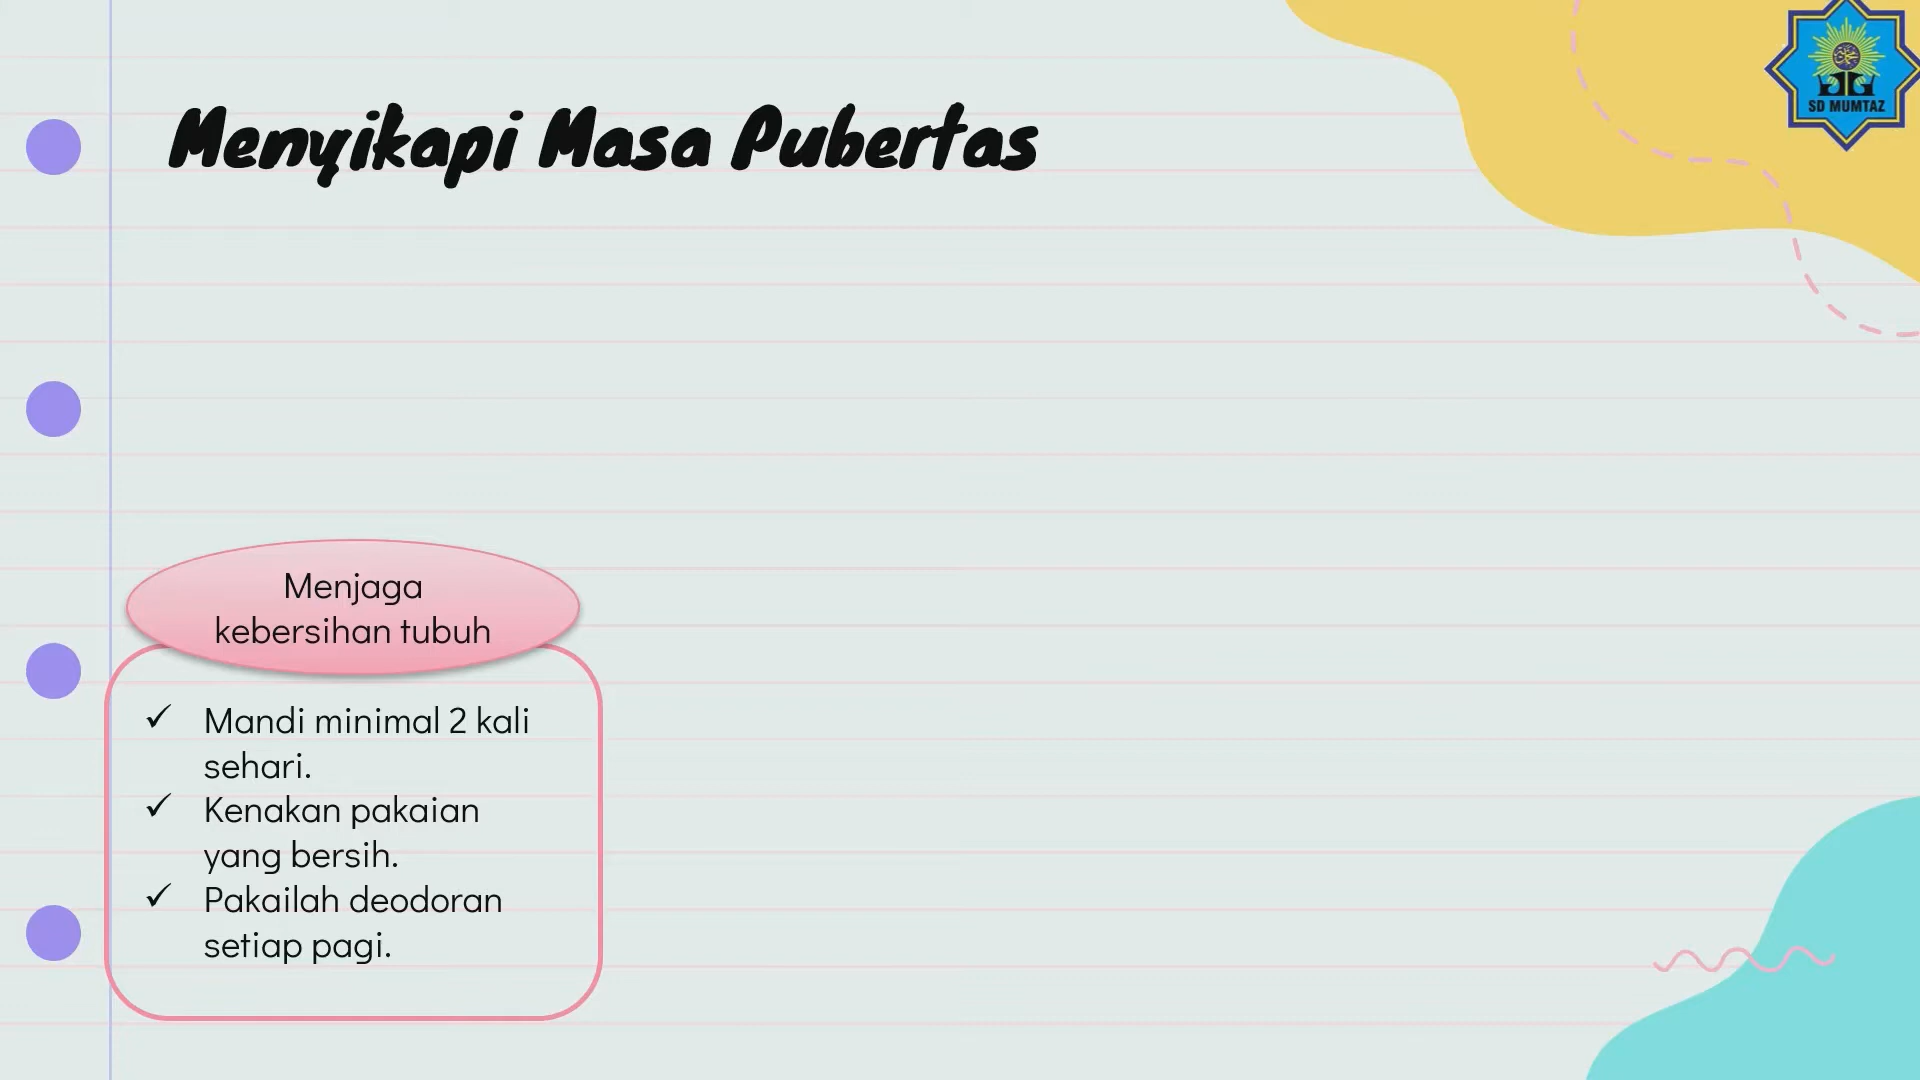 Menyikapi Masa Pubertas
SD MUMTAZ
Menjaga
kebersihan tubuh
✓ Mandi minimal 2 kali
sehari.
✓ Kenakan pakaian
yang bersih.
✓ Pakailah deodoran
setiap pagi.